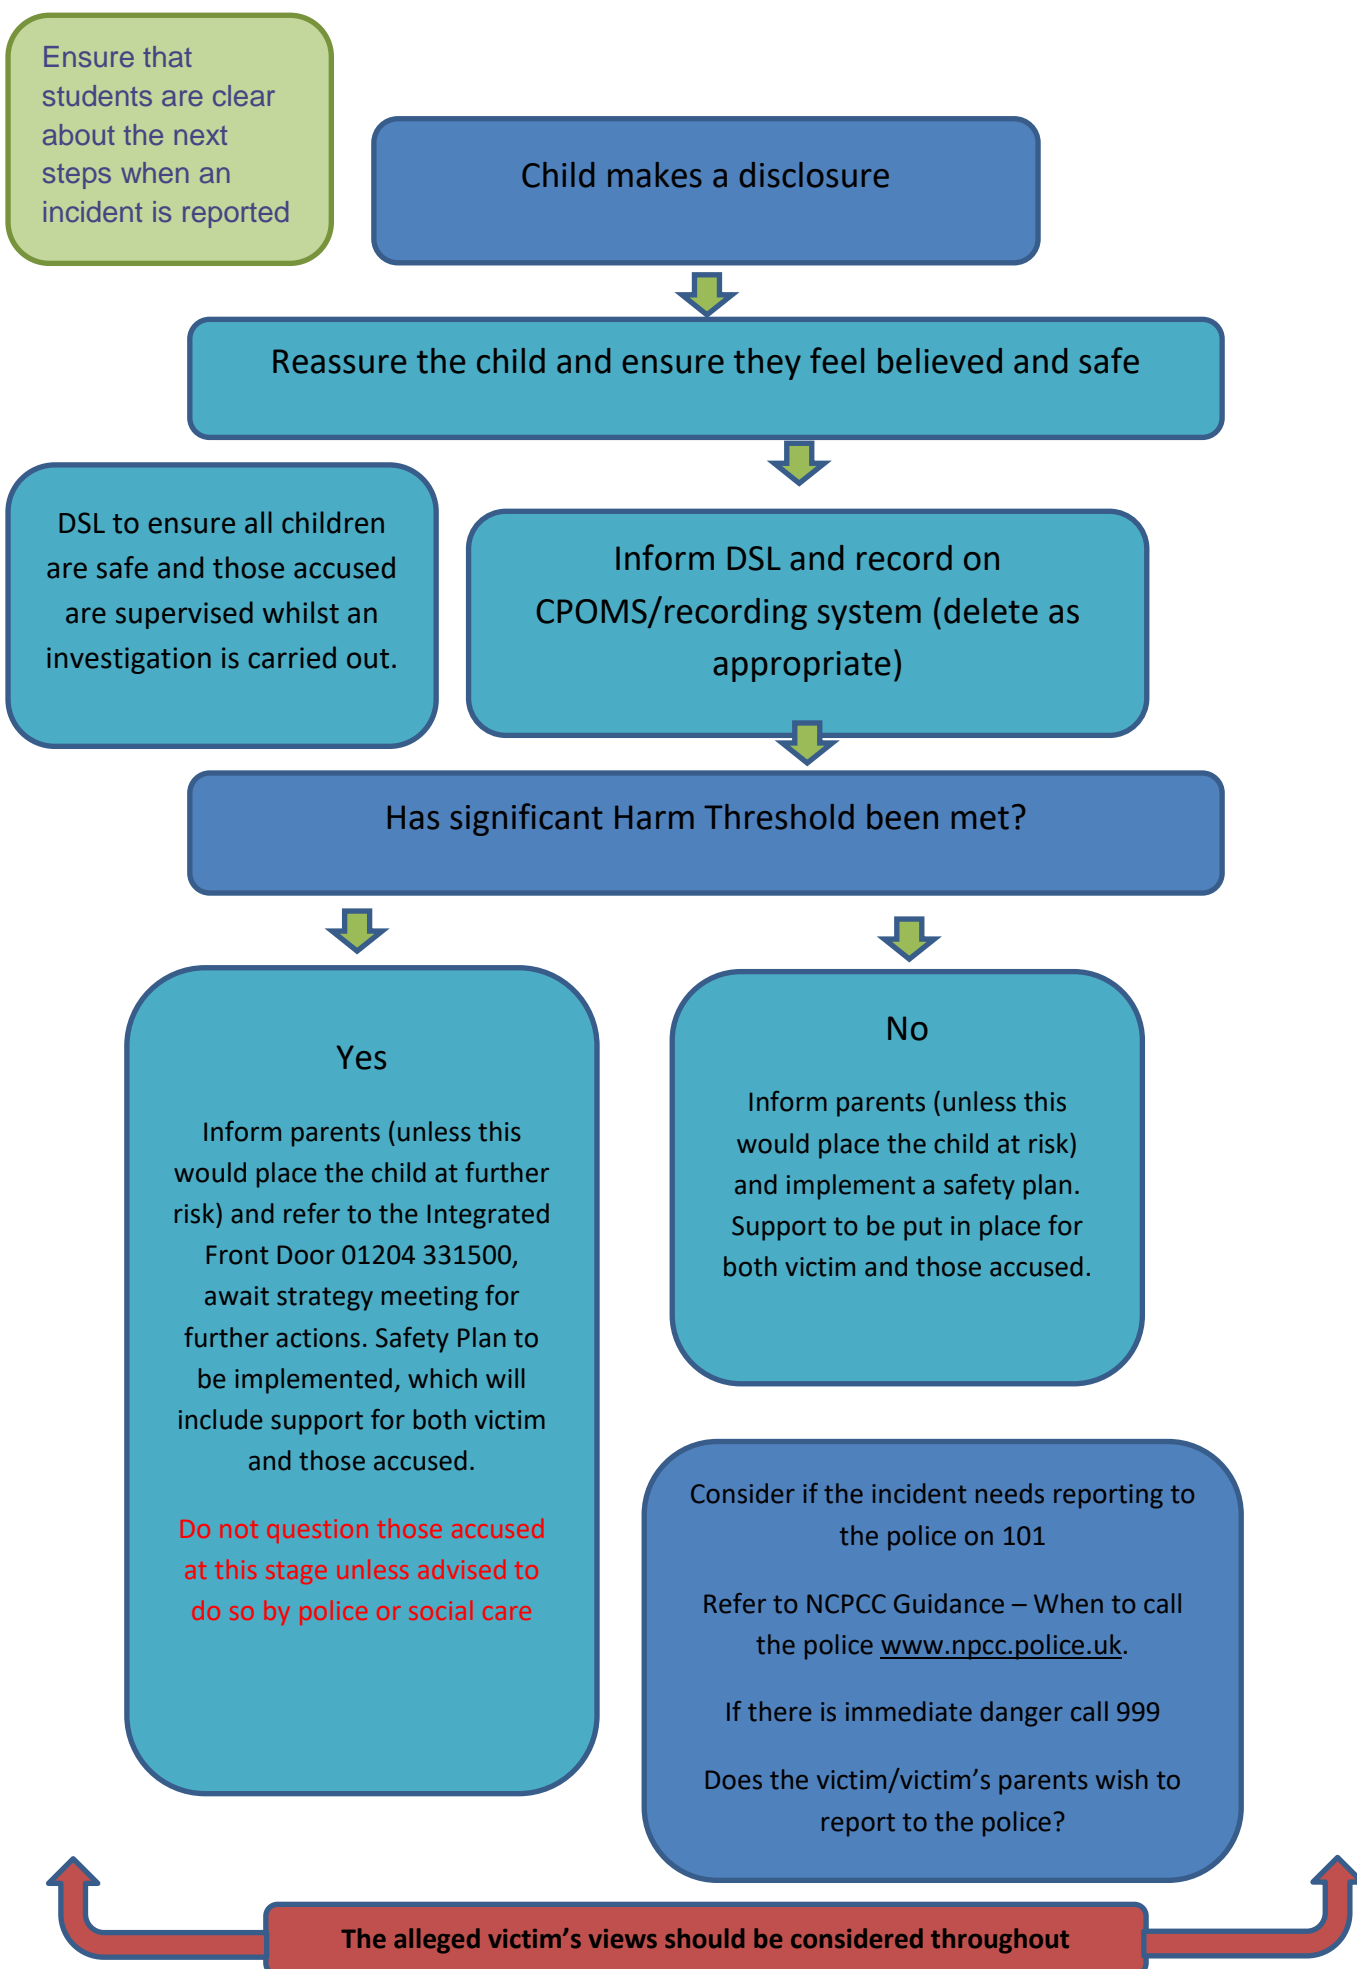 Ensure that
students are clear
about the next
steps when an
incident is reported
Child makes a disclosure
Reassure the child and ensure they feel believed and safe
DSL to ensure all children
are safe and those accused
are supervised whilst an
investigation is carried out.
Inform DSL and record on
CPOMS/recording system (delete as
appropriate)
Has significant Harm Threshold been met?
Yes
Inform parents (unless this
would place the child at further
risk) and refer to the Integrated
Front Door 01204 331500,
await strategy meeting for
further actions. Safety Plan to
be implemented, which will
include support for both victim
and those accused.
Do not question those accused
at this stage unless advised to
do so by police or social care
No
Inform parents (unless this
would place the child at risk)
and implement a safety plan.
Support to be put in place for
both victim and those accused.
Consider if the incident needs reporting to
the police on 101
Refer to NCPCC Guidance – When to call
the police www.npcc.police.uk.
If there is immediate danger call 999
Does the victim/victim’s parents wish to
report to the police?
The alleged victim’s views should be considered throughout